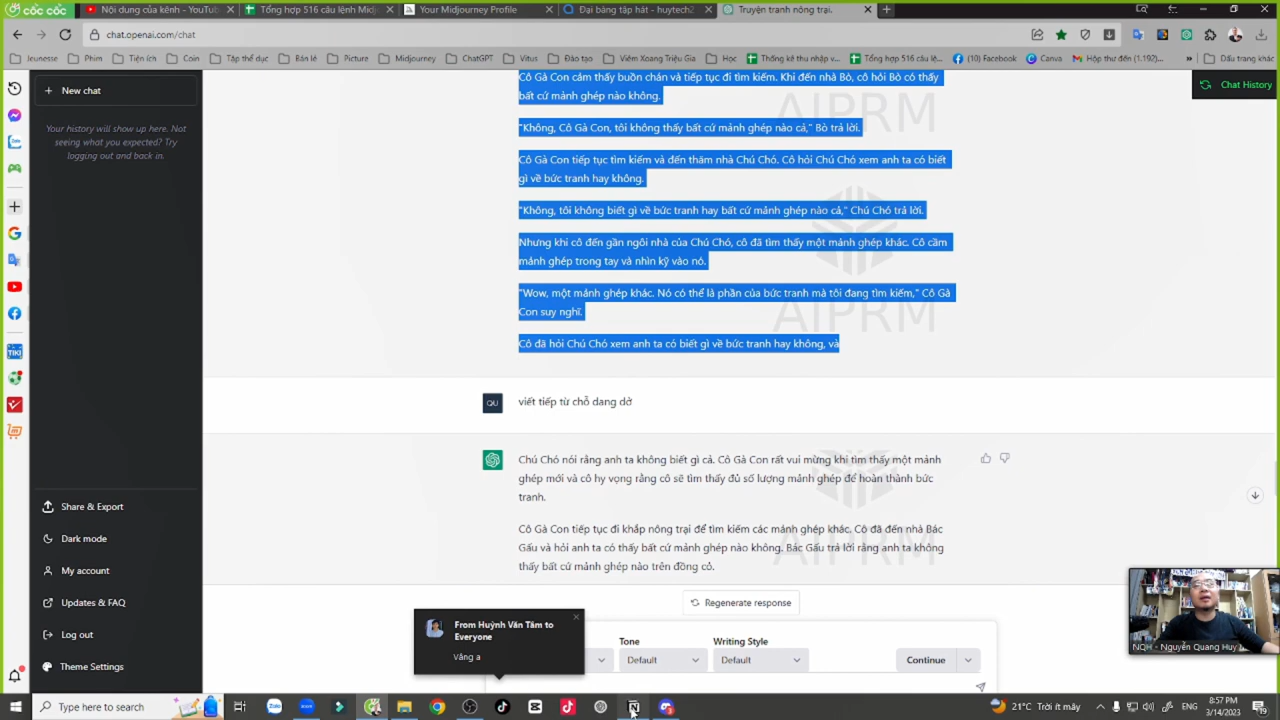 cốc cốc
Nội dung của kênh - YouTu
Tổng hợp 516 câu lệnh Midj
Your Midjourney Profile
Đại bàng tập hát - huytech2
Truyện tranh nông trại.
chat.openai.com/chat
Jeunesse
Phim
Tiện ích
Coin
Tập thể dục
Bán lẻ
Picture
Midjourney
ChatGPT
Vitus
Đào tạo
Viêm Xoang Triệu Gia
Học
Thống kê thu nhập v...
Tổng hợp 516 câu lệ...
(10) Facebook
Canva
Hộp thư đến (1.192)...
Dấu trang khác
New chat
Chat History
Your history will show up here. Not
seeing what you expected? Try
logging out and back in.
Cô Gà Con cảm thấy buồn chán và tiếp tục đi tìm kiếm. Khi đến nhà Bò, cô hỏi Bò có thấy
bất cứ mảnh ghép nào không.
"Không, Cô Gà Con, tôi không thấy bất cứ mảnh ghép nào cả," Bò trả lời.
Cô Gà Con tiếp tục tìm kiếm và đến thăm nhà Chú Chó. Cô hỏi Chú Chó xem anh ta có biết
gì về bức tranh hay không.
"Không, tôi không biết gì về bức tranh hay bất cứ mảnh ghép nào cả," Chú Chó trả lời.
Nhưng khi cô đến gần ngôi nhà của Chú Chó, cô đã tìm thấy một mảnh ghép khác. Cô cầm
mảnh ghép trong tay và nhìn kỹ vào nó.
"Wow, một mảnh ghép khác. Nó có thể là phần của bức tranh mà tôi đang tìm kiếm," Cô Gà
Con suy nghĩ.
Cô đã hỏi Chú Chó xem anh ta có biết gì về bức tranh hay không, và
AIPRM
AIPRM
QU
viết tiếp từ chỗ dang dở
Chú Chó nói rằng anh ta không biết gì cả. Cô Gà Con rất vui mừng khi tìm thấy một mảnh
ghép mới và cô hy vọng rằng cô sẽ tìm thấy đủ số lượng mảnh ghép để hoàn thành bức
tranh.
Cô Gà Con tiếp tục đi khắp nông trại để tìm kiếm các mảnh ghép khác. Cô đã đến nhà Bác
Gấu và hỏi anh ta có thấy bất cứ mảnh ghép nào không. Bác Gấu trả lời rằng anh ta không
thấy bất cứ mảnh ghép nào trên đồng cỏ.
AIPRM
Share & Export
Dark mode
My account
Updates & FAQ
Log out
Theme Settings
Regenerate response
From Huỳnh Văn Tâm to
Everyone
Vâng a
Tone
Writing Style
Default
Default
Continue
NQH - Nguyễn Quang Huy
TIKI
Zalo
Type here to search
21°C Trời ít mây
ENG
8:57 PM
3/14/2023
19